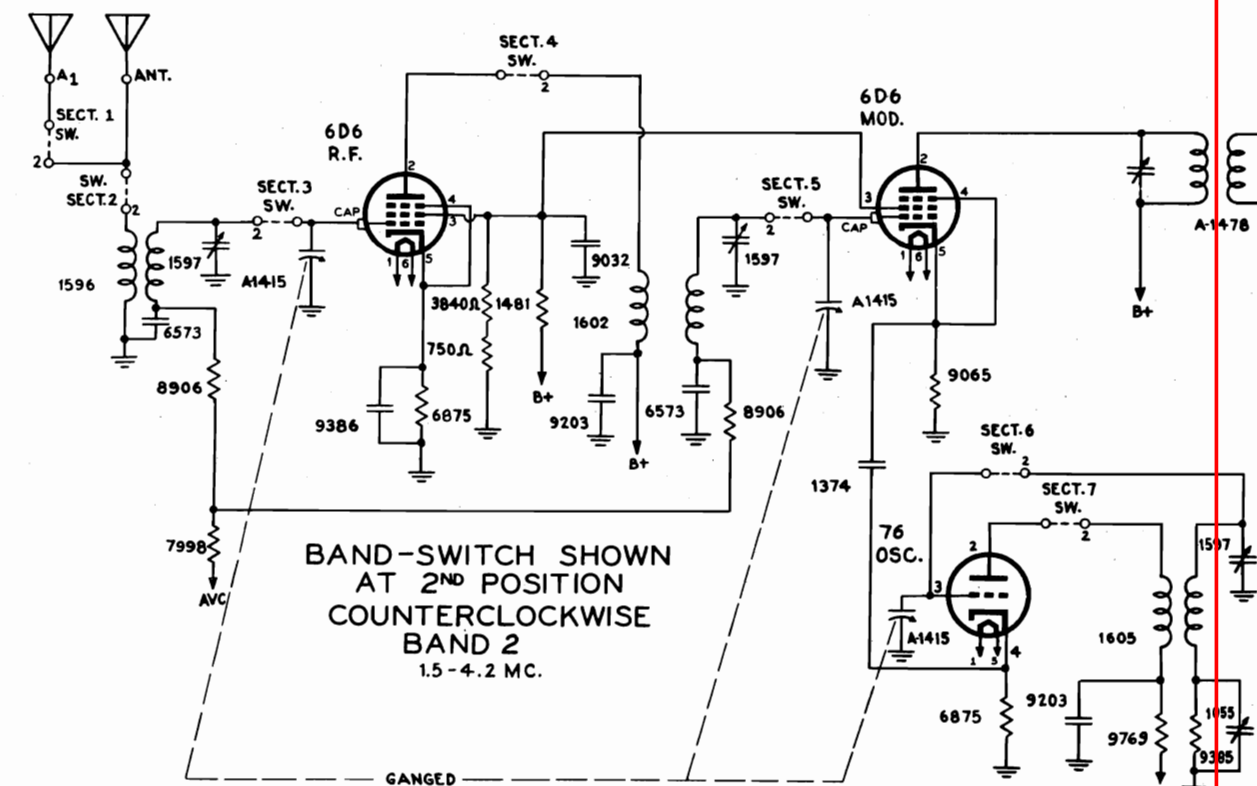 A1
ANT.
SECT. 1
SW.
2
SW.
SECT.2
2
1596
6573
1597
SECT.3
SW.
2
A1415
8906
7998
AVC
6D6
R.F.
CAP
2
4
3
1
6
5
SECT.4
SW.
2
3840Ω
1481
750Ω
9032
B+
9386
6875
1602
9203
B+
6573
8906
1597
SECT.5
SW.
2
A1415
6D6
MOD.
CAP
2
3
4
1
6
5
A-1478
B+
9065
1374
SECT.6
SW.
2
SECT.7
SW.
2
76
OSC.
2
3
1
5
4
A-1415
6875
1605
1597
9203
9769
1055
9385
BAND-SWITCH SHOWN
AT 2ND POSITION
COUNTERCLOCKWISE
BAND 2
1.5-4.2 MC.
GANGED